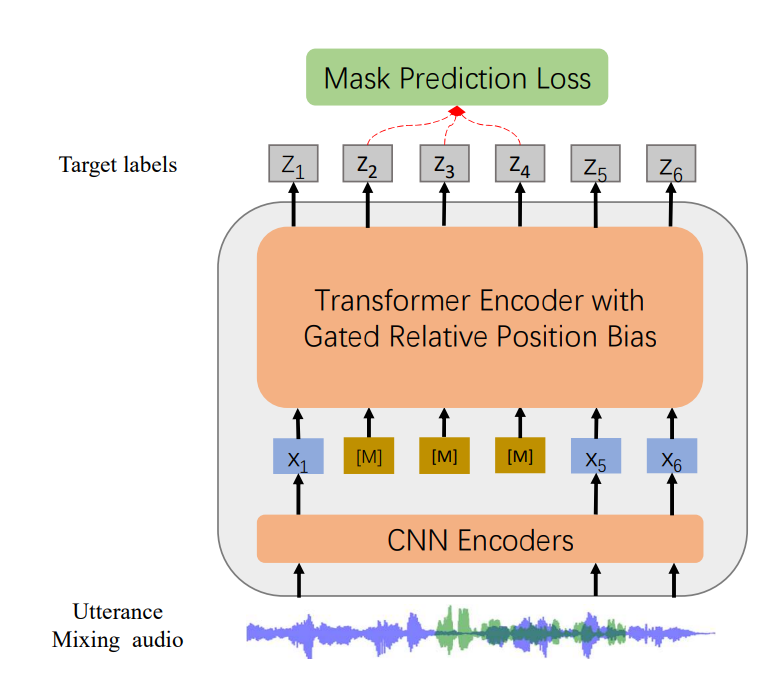 Mask Prediction Loss
Target labels
Z1 z2 z3 z4 Z5 Z6
Transformer Encoder with
Gated Relative Position Bias
x1 [M] [M] [M] x5 x6
CNN Encoders
Utterance
Mixing audio